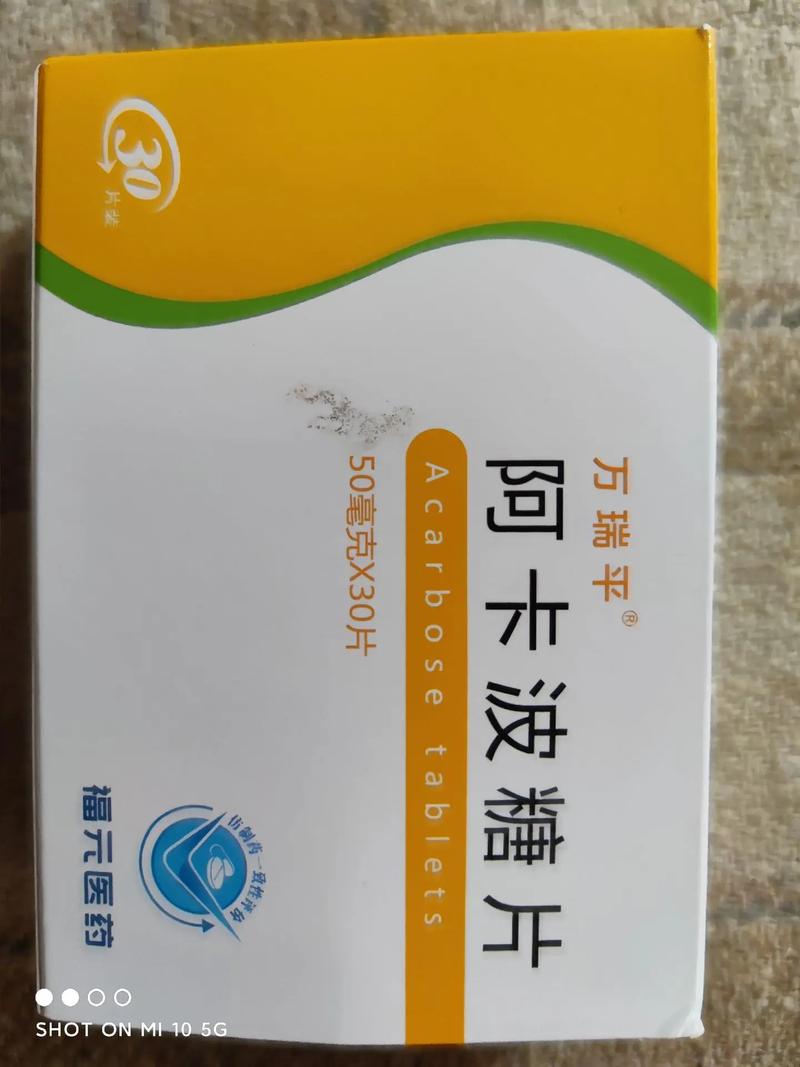 万瑞平®
阿卡波糖片
Acarbose tablets
50毫克X30片
30
片装
仿制药一致性评价
福元医药
SHOT ON MI 10 5G